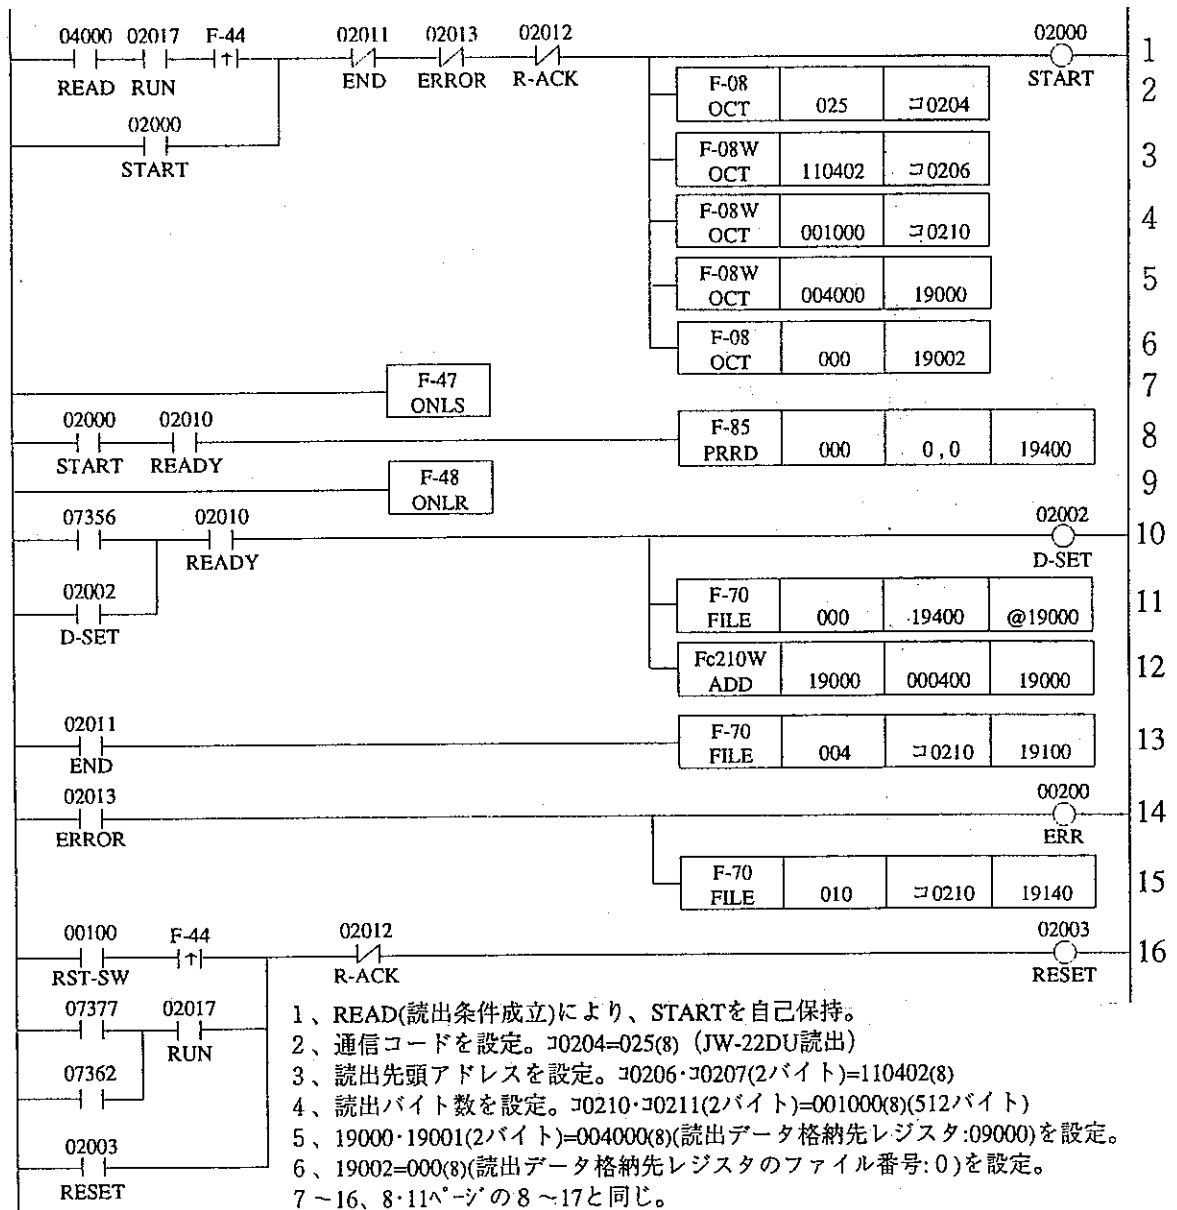 04000 02017 F-44 02011 02013 02012 02000
↑ 1
READ RUN END ERROR R-ACK START
F-08
OCT 025 コ0204 2
02000
START
F-08W
OCT 110402 コ0206 3
F-08W
OCT 001000 コ0210 4
F-08W
OCT 004000 19000 5
F-08
OCT 000 19002 6
F-47
ONLS 7
02000 02010
START READY
F-85
PRRD 000 0,0 19400 8
F-48
ONLR 9
07356 02010 02002
READY D-SET 10
02002
D-SET
F-70
FILE 000 19400 @19000 11
Fc210W
ADD 19000 000400 19000 12
02011
END
F-70
FILE 004 コ0210 19100 13
02013 00200
ERROR ERR 14
F-70
FILE 010 コ0210 19140 15
00100 F-44 02012 02003
↑ 16
RST-SW R-ACK RESET
07377 02017
RUN
07362
02003
RESET
1、READ(読出条件成立)により、STARTを自己保持。
2、通信コードを設定。コ0204=025(8)(JW-22DU読出)
3、読出先頭アドレスを設定。コ0206·コ0207(2バイト)=110402(8)
4、読出バイト数を設定。コ0210·コ0211(2バイト)=001000(8)(512バイト)
5、19000·19001(2バイト)=004000(8)(読出データ格納先レジスタ:09000)を設定。
6、19002=000(8)(読出データ格納先レジスタのファイル番号:0)を設定。
7～16、8·11ページの8～17と同じ。